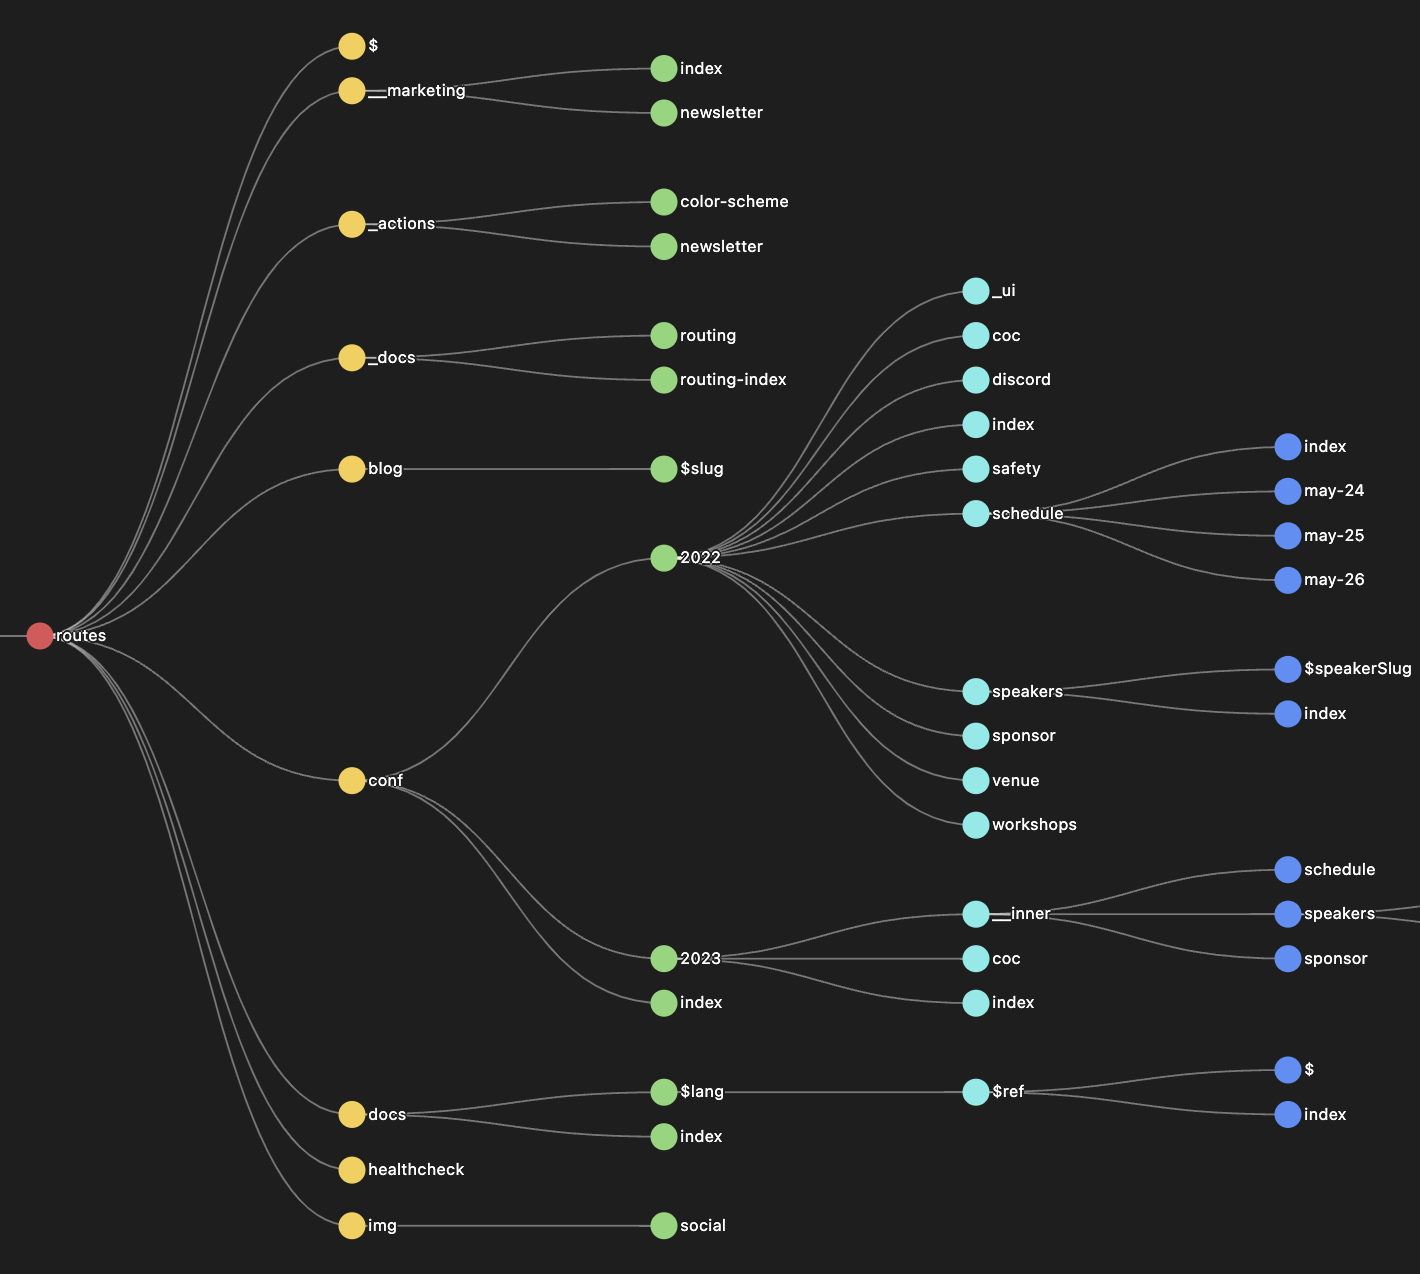 $
__marketing
index
newsletter
_actions
color-scheme
newsletter
_docs
routing
routing-index
blog
$slug
routes
conf
2022
_ui
coc
discord
index
safety
schedule
index
may-24
may-25
may-26
speakers
$speakerSlug
index
sponsor
venue
workshops
2023
__inner
schedule
speakers
sponsor
coc
index
index
docs
$lang
$ref
$
index
index
healthcheck
img
social